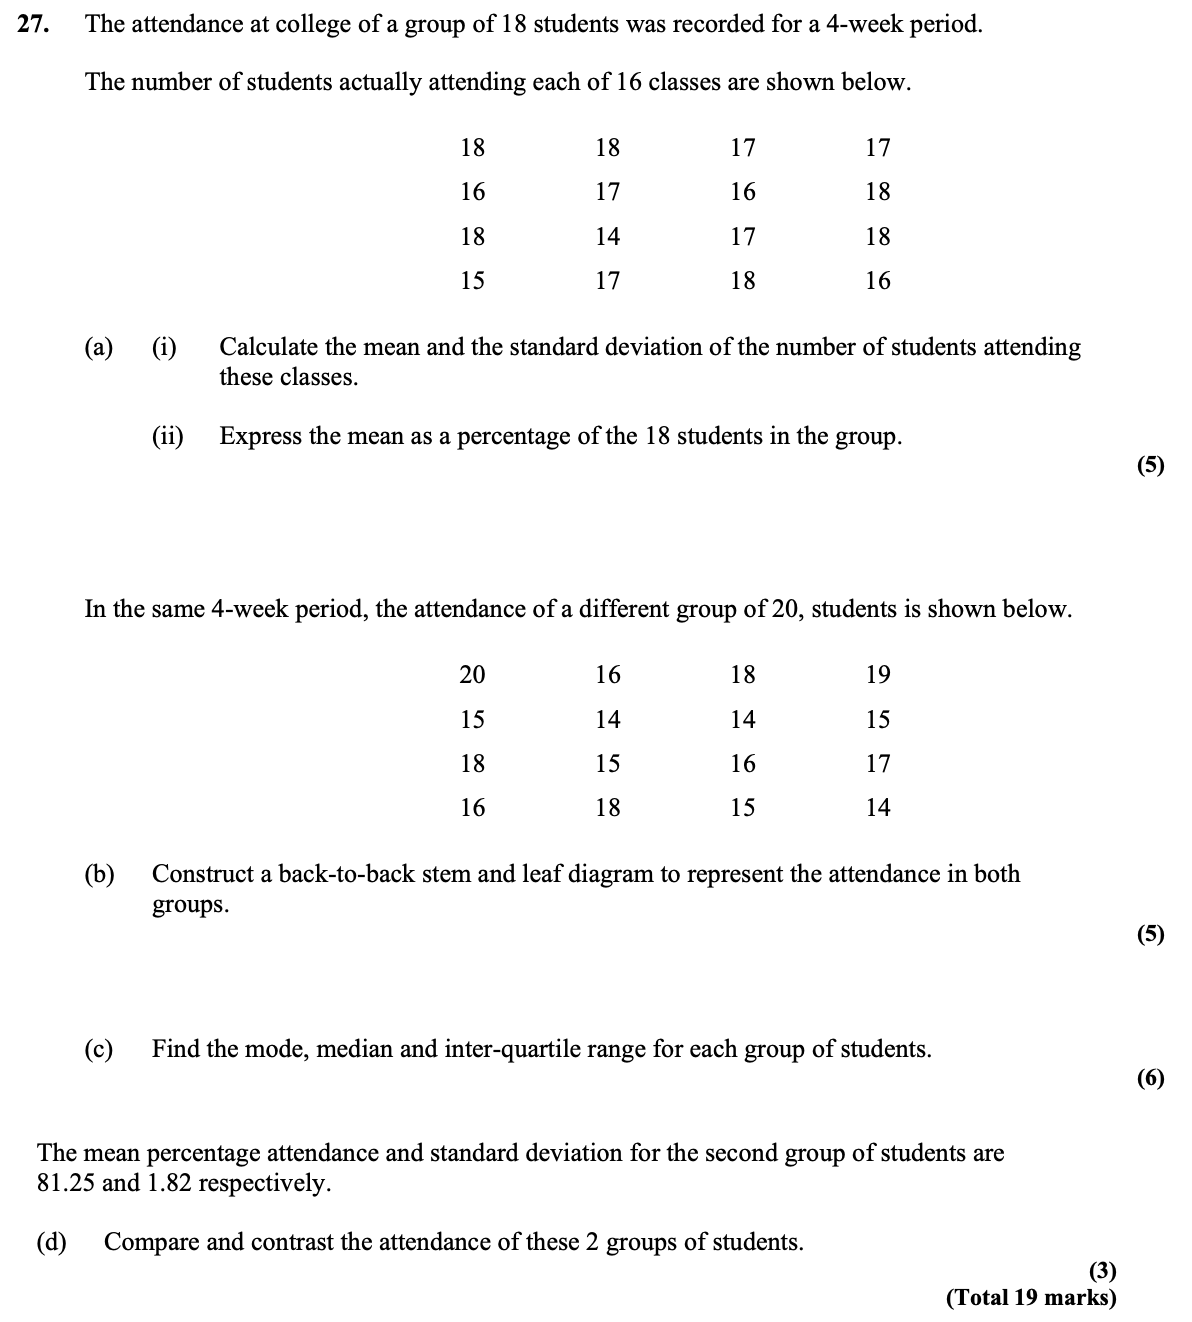 27. The attendance at college of a group of 18 students was recorded for a 4-week period.
The number of students actually attending each of 16 classes are shown below.
18 18 17 17
16 17 16 18
18 14 17 18
15 17 18 16
(a) (i) Calculate the mean and the standard deviation of the number of students attending
these classes.
(ii) Express the mean as a percentage of the 18 students in the group.
(5)
In the same 4-week period, the attendance of a different group of 20, students is shown below.
20 16 18 19
15 14 14 15
18 15 16 17
16 18 15 14
(b) Construct a back-to-back stem and leaf diagram to represent the attendance in both
groups.
(5)
(c) Find the mode, median and inter-quartile range for each group of students.
(6)
The mean percentage attendance and standard deviation for the second group of students are
81.25 and 1.82 respectively.
(d) Compare and contrast the attendance of these 2 groups of students.
(3)
(Total 19 marks)